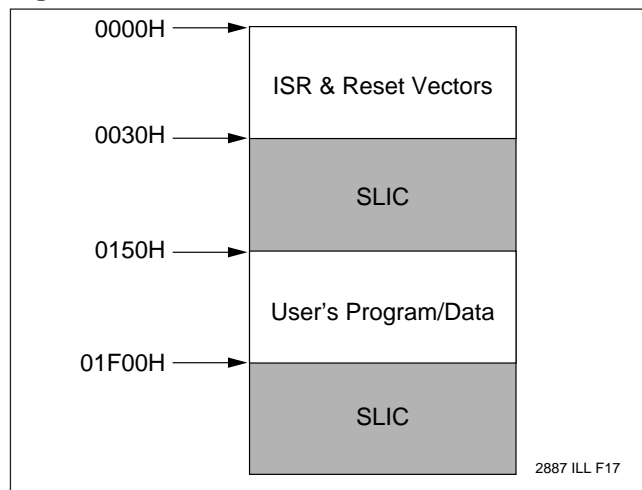 0000H
ISR & Reset Vectors
0030H
SLIC
0150H
User's Program/Data
01F00H
SLIC
2887 ILL F17